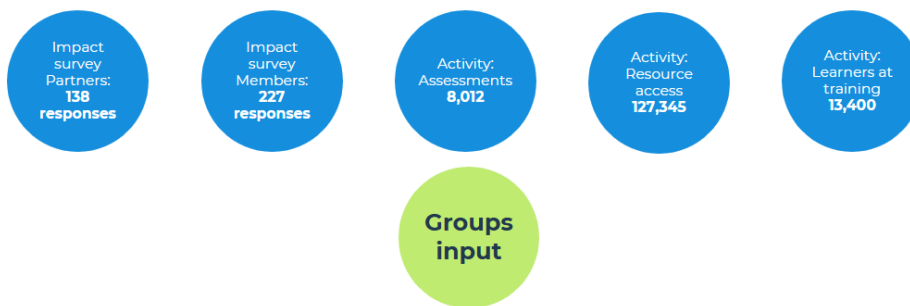 Impact
survey
Partners:
138
responses
Impact
survey
Members:
227
responses
Activity:
Assessments
8,012
Activity:
Resource
access
127,345
Activity:
Learners at
training
13,400
Groups
input